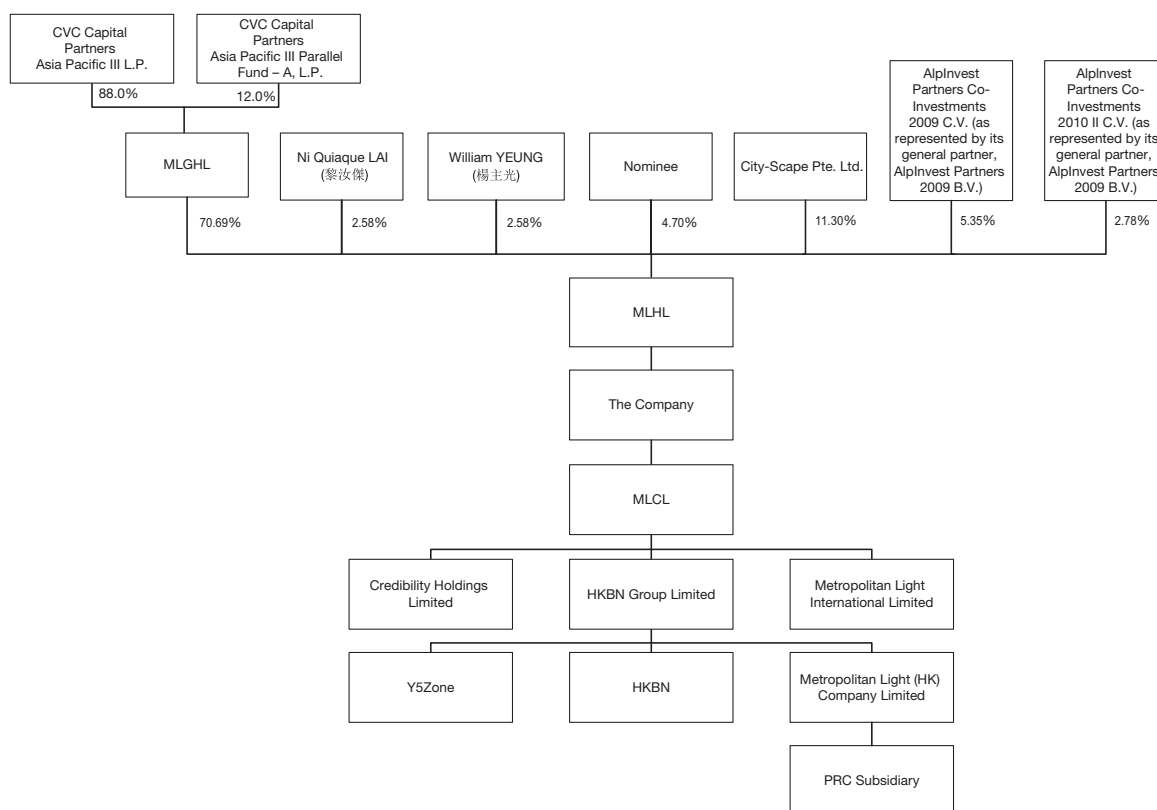 CVC Capital
Partners
Asia Pacific III L.P.
CVC Capital
Partners
Asia Pacific III Parallel
Fund – A, L.P.
88.0%
12.0%
AlpInvest
Partners Co-
Investments
2009 C.V. (as
represented by its
general partner,
AlpInvest Partners
2009 B.V.)
AlpInvest
Partners Co-
Investments
2010 II C.V. (as
represented by its
general partner,
AlpInvest Partners
2009 B.V.)
MLGHL
Ni Quiaque LAI
(黎汝傑)
William YEUNG
(楊主光)
Nominee
City-Scape Pte. Ltd.
70.69%
2.58%
2.58%
4.70%
11.30%
5.35%
2.78%
MLHL
The Company
MLCL
Credibility Holdings
Limited
HKBN Group Limited
Metropolitan Light
International Limited
Y5Zone
HKBN
Metropolitan Light (HK)
Company Limited
PRC Subsidiary